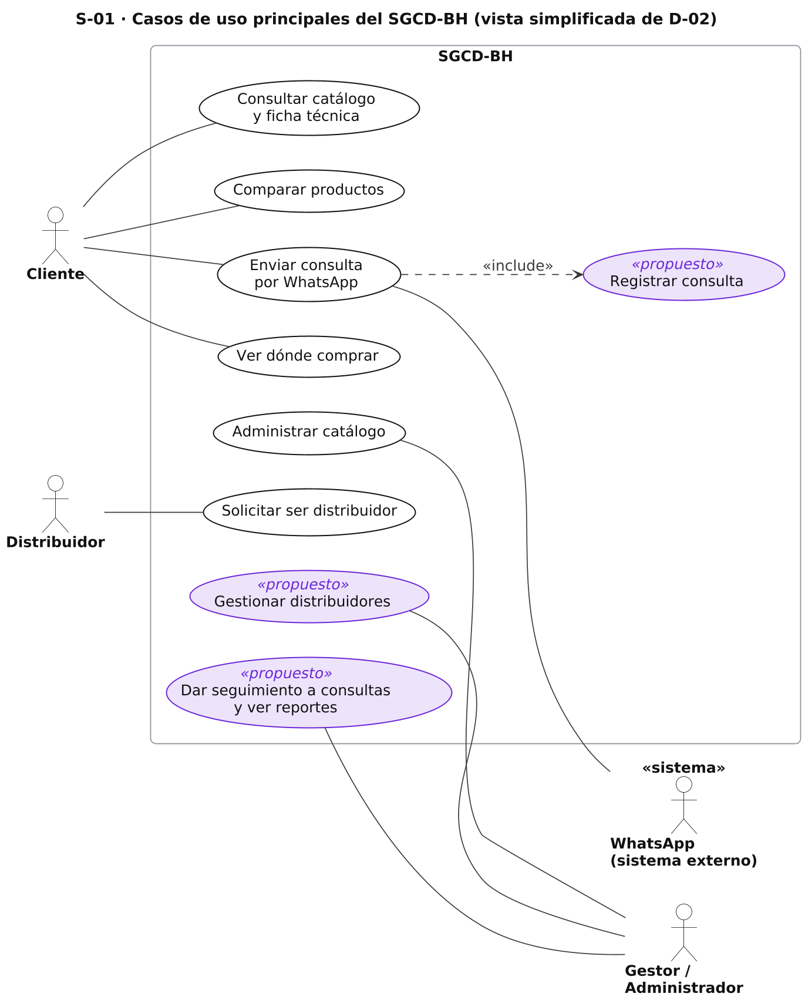 S-01 · Casos de uso principales del SGCD-BH (vista simplificada de D-02)
SGCD-BH
Consultar catálogo
y ficha técnica
Comparar productos
Cliente
Enviar consulta
por WhatsApp
«include»
«propuesto»
Registrar consulta
Ver dónde comprar
Administrar catálogo
Solicitar ser distribuidor
Distribuidor
«propuesto»
Gestionar distribuidores
«propuesto»
Dar seguimiento a consultas
y ver reportes
«sistema»
WhatsApp
(sistema externo)
Gestor /
Administrador